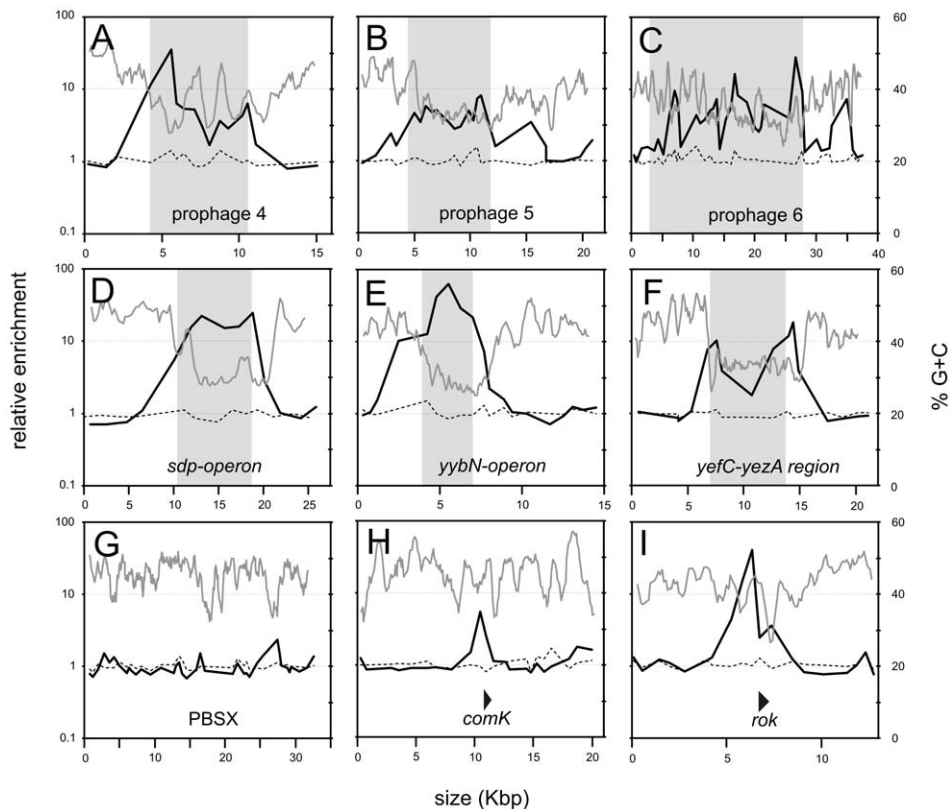 A B C
100 60
10 40
1 20
0.1 0
prophage 4 prophage 5 prophage 6
0 5 10 15 0 5 10 15 20 0 10 20 30 40
D E F
100 60
10 40
1 20
0.1 0
sdp-operon yybN-operon yefC-yezA region
0 5 10 15 20 25 0 5 10 15 0 5 10 15 20
G H I
100 60
10 40
1 20
0.1 0
PBSX comK rok
0 10 20 30 0 5 10 15 20 0 5 10
relative enrichment
% G+C
size (Kbp)